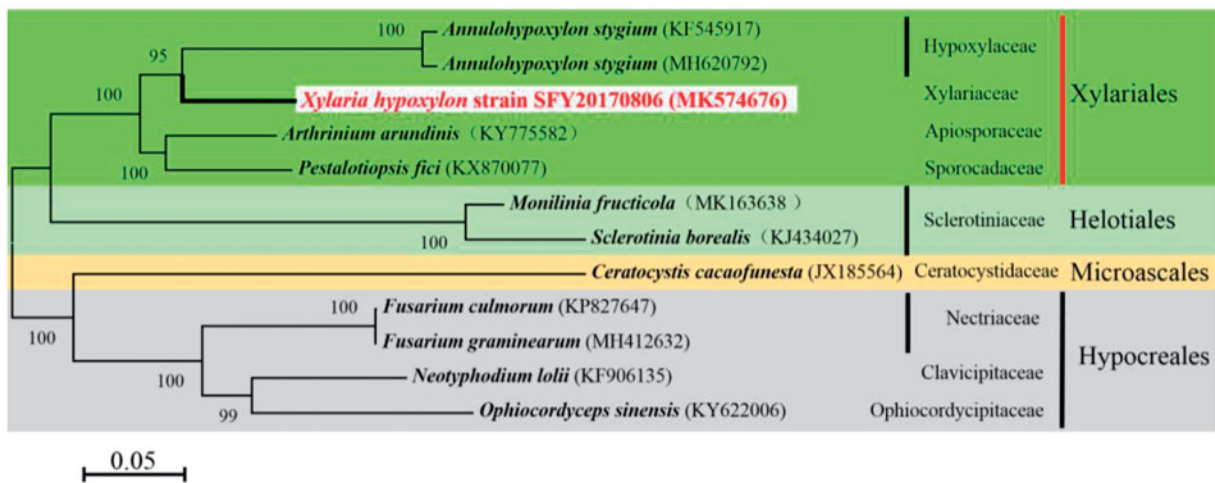 100 Annulohypoxylon stygium (KF545917)
Hypoxylaceae
95 Annulohypoxylon stygium (MH620792)
100 Xylaria hypoxylon strain SFY20170806 (MK574676) Xylariaceae Xylariales
Arthrinium arundinis (KY775582) Apiosporaceae
100 Pestalotiopsis fici (KX870077) Sporocadaceae
Monilinia fructicola (MK163638 )
Sclerotiniaceae Helotiales
100 Sclerotinia borealis (KJ434027)
Ceratocystis cacaofunesta (JX185564) Ceratocystidaceae Microascales
100 Fusarium culmorum (KP827647)
Nectriaceae
100 Fusarium graminearum (MH412632)
Hypocreales
100 Neotyphodium lolii (KF906135) Clavicipitaceae
99 Ophiocordyceps sinensis (KY622006) Ophiocordycipitaceae
0.05